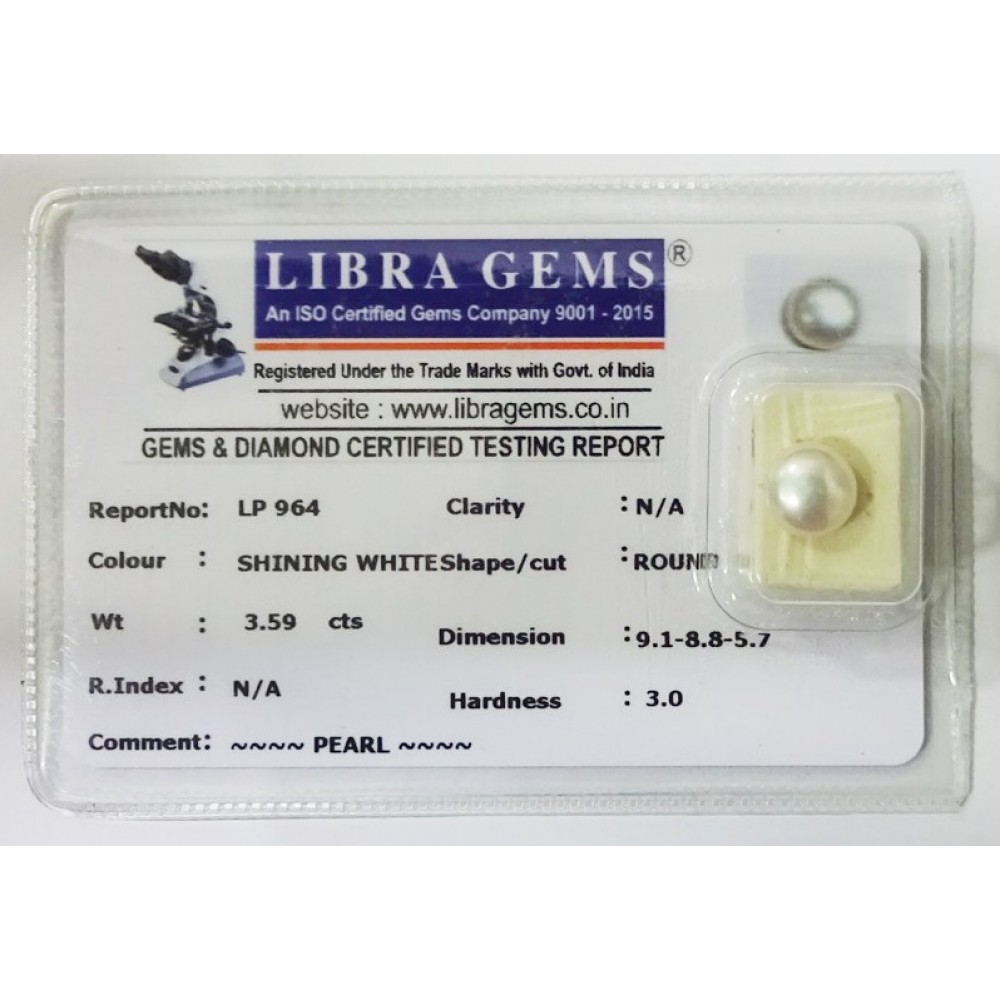 LIBRA GEMS ®
An ISO Certified Gems Company 9001 - 2015
Registered Under the Trade Marks with Govt. of India
website : www.libragems.co.in
GEMS & DIAMOND CERTIFIED TESTING REPORT
ReportNo: LP 964 Clarity : N/A
Colour : SHINING WHITE Shape/cut : ROUND
Wt : 3.59 cts Dimension : 9.1-8.8-5.7
R.Index : N/A Hardness : 3.0
Comment: ~~~~ PEARL ~~~~